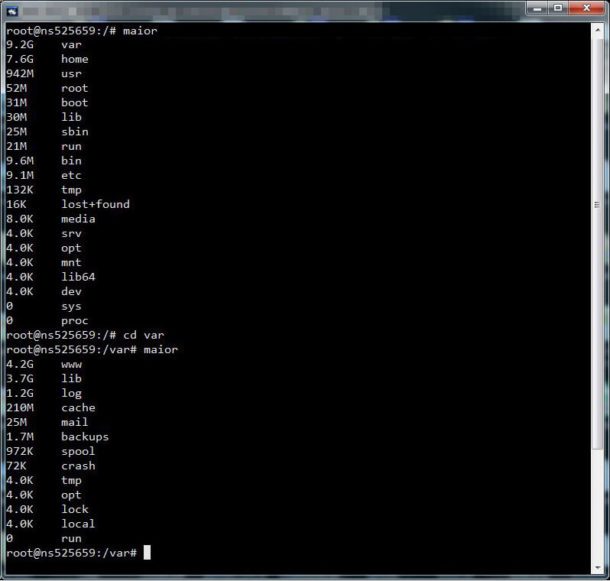 root@ns525659:/# maior
9.2G var
7.6G home
942M usr
52M root
31M boot
30M lib
25M sbin
21M run
9.6M bin
9.1M etc
132K tmp
16K lost+found
8.0K media
4.0K srv
4.0K opt
4.0K mnt
4.0K lib64
4.0K dev
0 sys
0 proc
root@ns525659:/# cd var
root@ns525659:/var# maior
4.2G www
3.7G lib
1.2G log
210M cache
25M mail
1.7M backups
972K spool
72K crash
4.0K tmp
4.0K opt
4.0K lock
4.0K local
0 run
root@ns525659:/var#